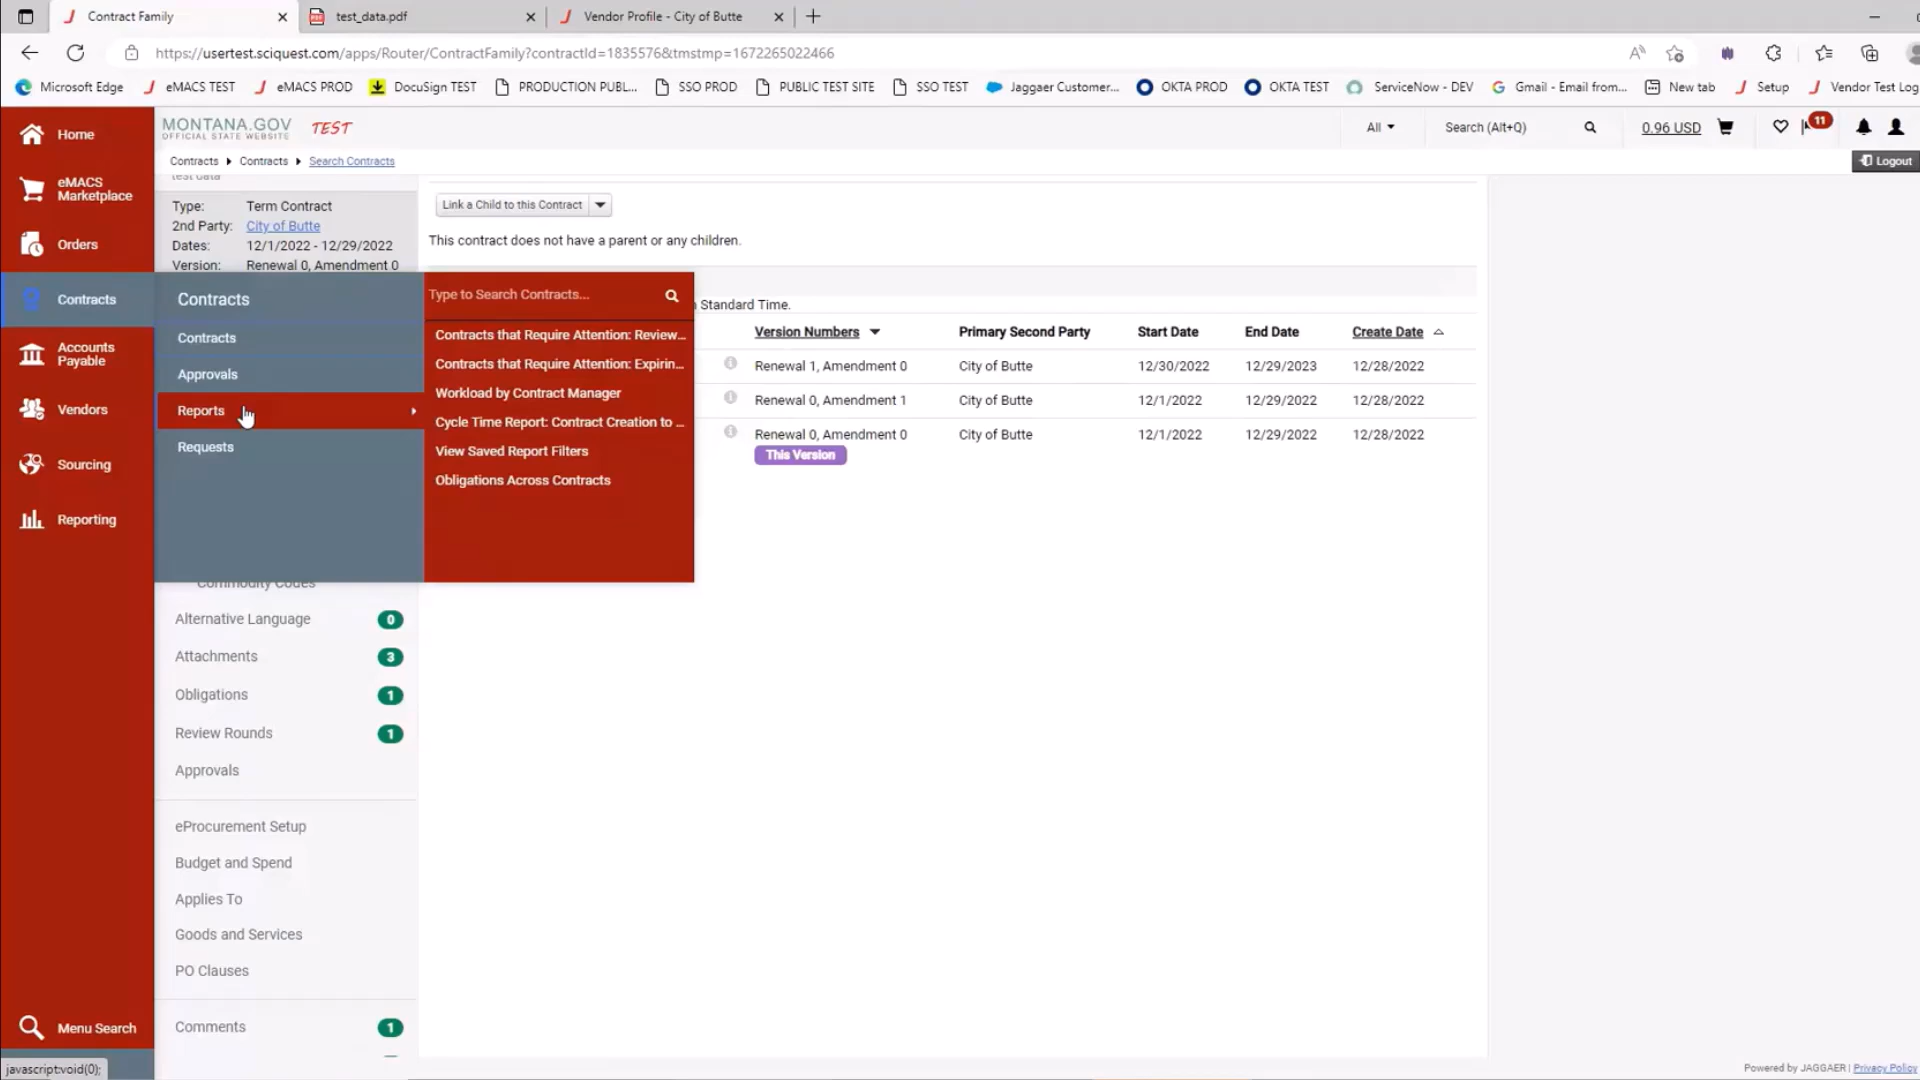 Contract Family
test_data.pdf
Vendor Profile - City of Butte
https://usertest.sciquest.com/apps/Router/ContractFamily?contractId=1835576&tmstmp=1672265022466
Microsoft Edge
eMACS TEST
eMACS PROD
DocuSign TEST
PRODUCTION PUBL...
SSO PROD
PUBLIC TEST SITE
SSO TEST
Jaggaer Customer...
OKTA PROD
OKTA TEST
ServiceNow - DEV
Gmail - Email from...
New tab
Setup
Vendor Test Log
Home
MONTANA.GOV
OFFICIAL STATE WEBSITE
TEST
All
Search (Alt+Q)
0.96 USD
11
Contracts
Contracts
Search Contracts
Logout
test data
eMACS
Marketplace
Type: Term Contract
2nd Party: City of Butte
Dates: 12/1/2022 - 12/29/2022
Version: Renewal 0, Amendment 0
Link a Child to this Contract
This contract does not have a parent or any children.
Orders
Contracts
Accounts
Payable
Vendors
Sourcing
Reporting
Contracts
Contracts
Approvals
Reports
Requests
Type to Search Contracts...
Contracts that Require Attention: Review...
Contracts that Require Attention: Expirin...
Workload by Contract Manager
Cycle Time Report: Contract Creation to ...
View Saved Report Filters
Obligations Across Contracts
Standard Time.
Version Numbers Primary Second Party Start Date End Date Create Date
Renewal 1, Amendment 0 City of Butte 12/30/2022 12/29/2023 12/28/2022
Renewal 0, Amendment 1 City of Butte 12/1/2022 12/29/2022 12/28/2022
Renewal 0, Amendment 0 City of Butte 12/1/2022 12/29/2022 12/28/2022
This Version
Commodity Codes
Alternative Language 0
Attachments 3
Obligations 1
Review Rounds 1
Approvals
eProcurement Setup
Budget and Spend
Applies To
Goods and Services
PO Clauses
Comments 1
Menu Search
javascript:void(0);
Powered by JAGGAER | Privacy Policy